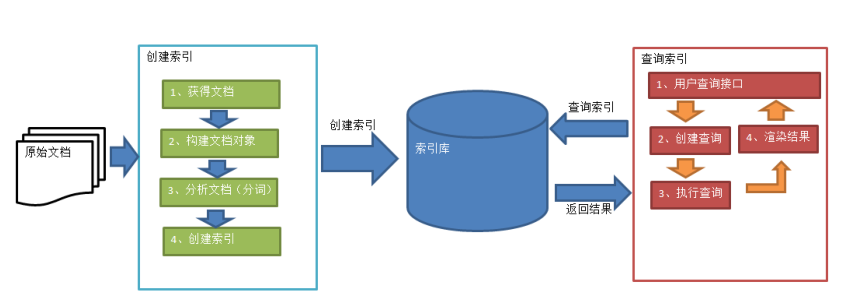 原始文档
创建索引
1、获得文档
2、构建文档对象
3、分析文档（分词）
4、创建索引
创建索引
索引库
查询索引
返回结果
查询索引
1、用户查询接口
2、创建查询
4、渲染结果
3、执行查询